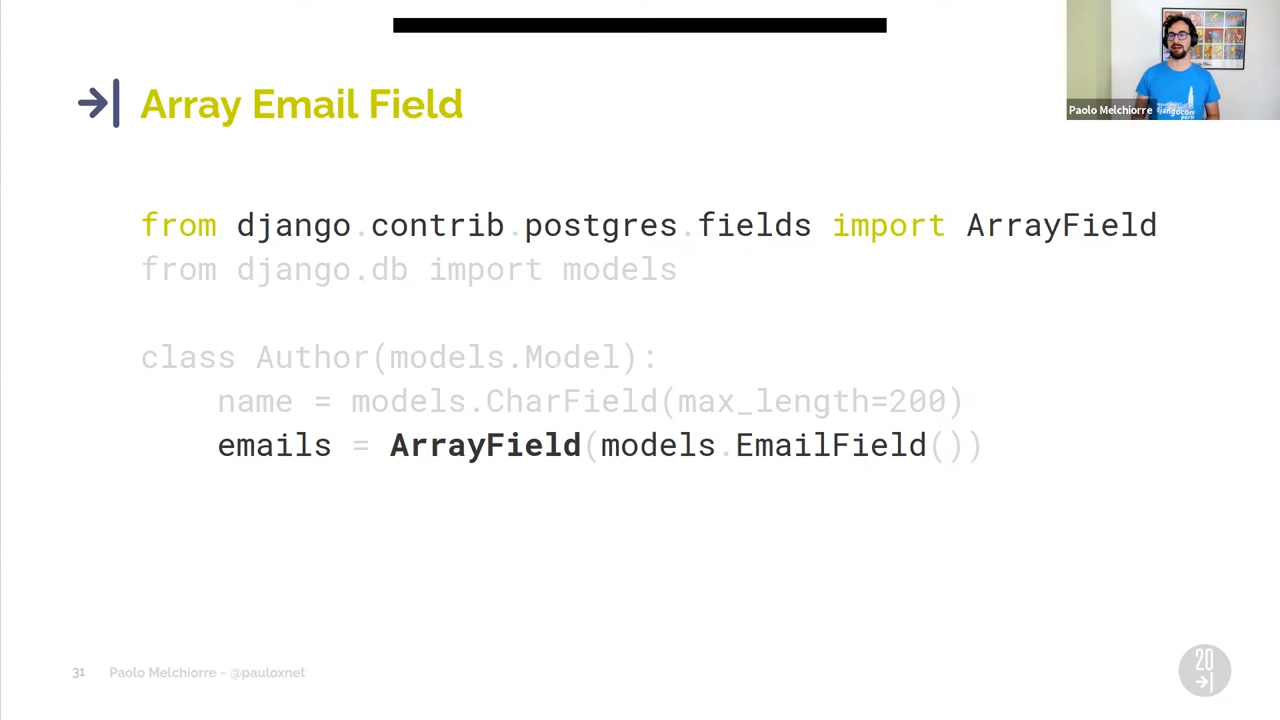 Array Email Field
Paolo Melchiorre
from django.contrib.postgres.fields import ArrayField
from django.db import models
class Author(models.Model):
    name = models.CharField(max_length=200)
    emails = ArrayField(models.EmailField())
31 Paolo Melchiorre ~ @pauloxnet
20